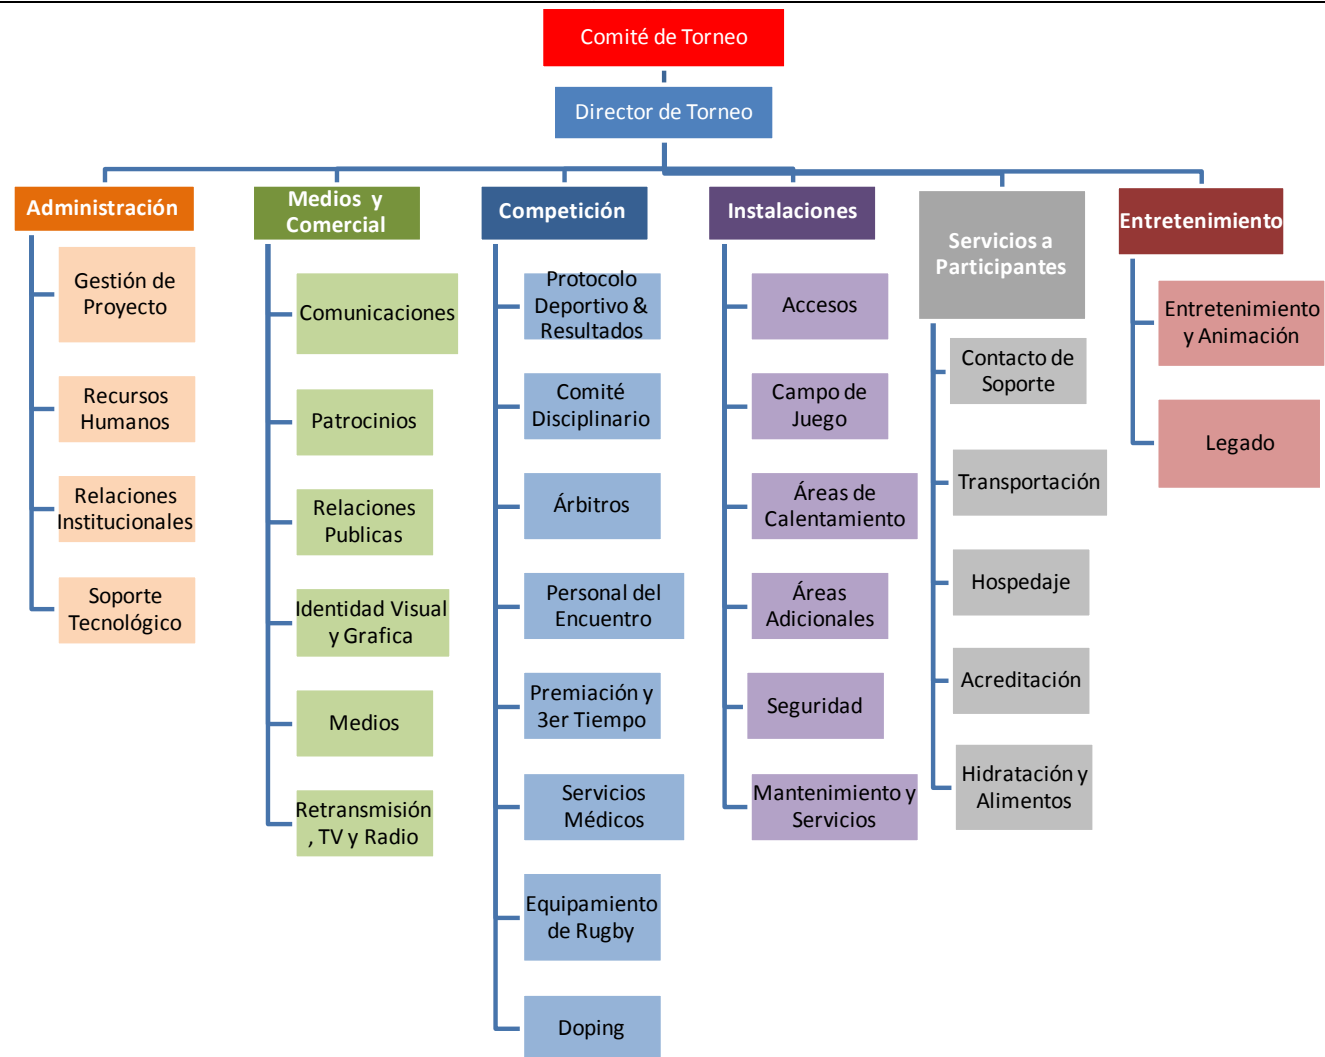 Comité de Torneo
Director de Torneo
Administración
Gestión de
Proyecto
Recursos
Humanos
Relaciones
Institucionales
Soporte
Tecnológico
Medios y
Comercial
Comunicaciones
Patrocinios
Relaciones
Publicas
Identidad Visual
y Grafica
Medios
Retransmisión
, TV y Radio
Competición
Protocolo
Deportivo &
Resultados
Comité
Disciplinario
Árbitros
Personal del
Encuentro
Premiación y
3er Tiempo
Servicios
Médicos
Equipamiento
de Rugby
Doping
Instalaciones
Accesos
Campo de
Juego
Áreas de
Calentamiento
Áreas
Adicionales
Seguridad
Mantenimiento y
Servicios
Servicios a
Participantes
Contacto de
Soporte
Transportación
Hospedaje
Acreditación
Hidratación y
Alimentos
Entretenimiento
Entretenimiento
y Animación
Legado